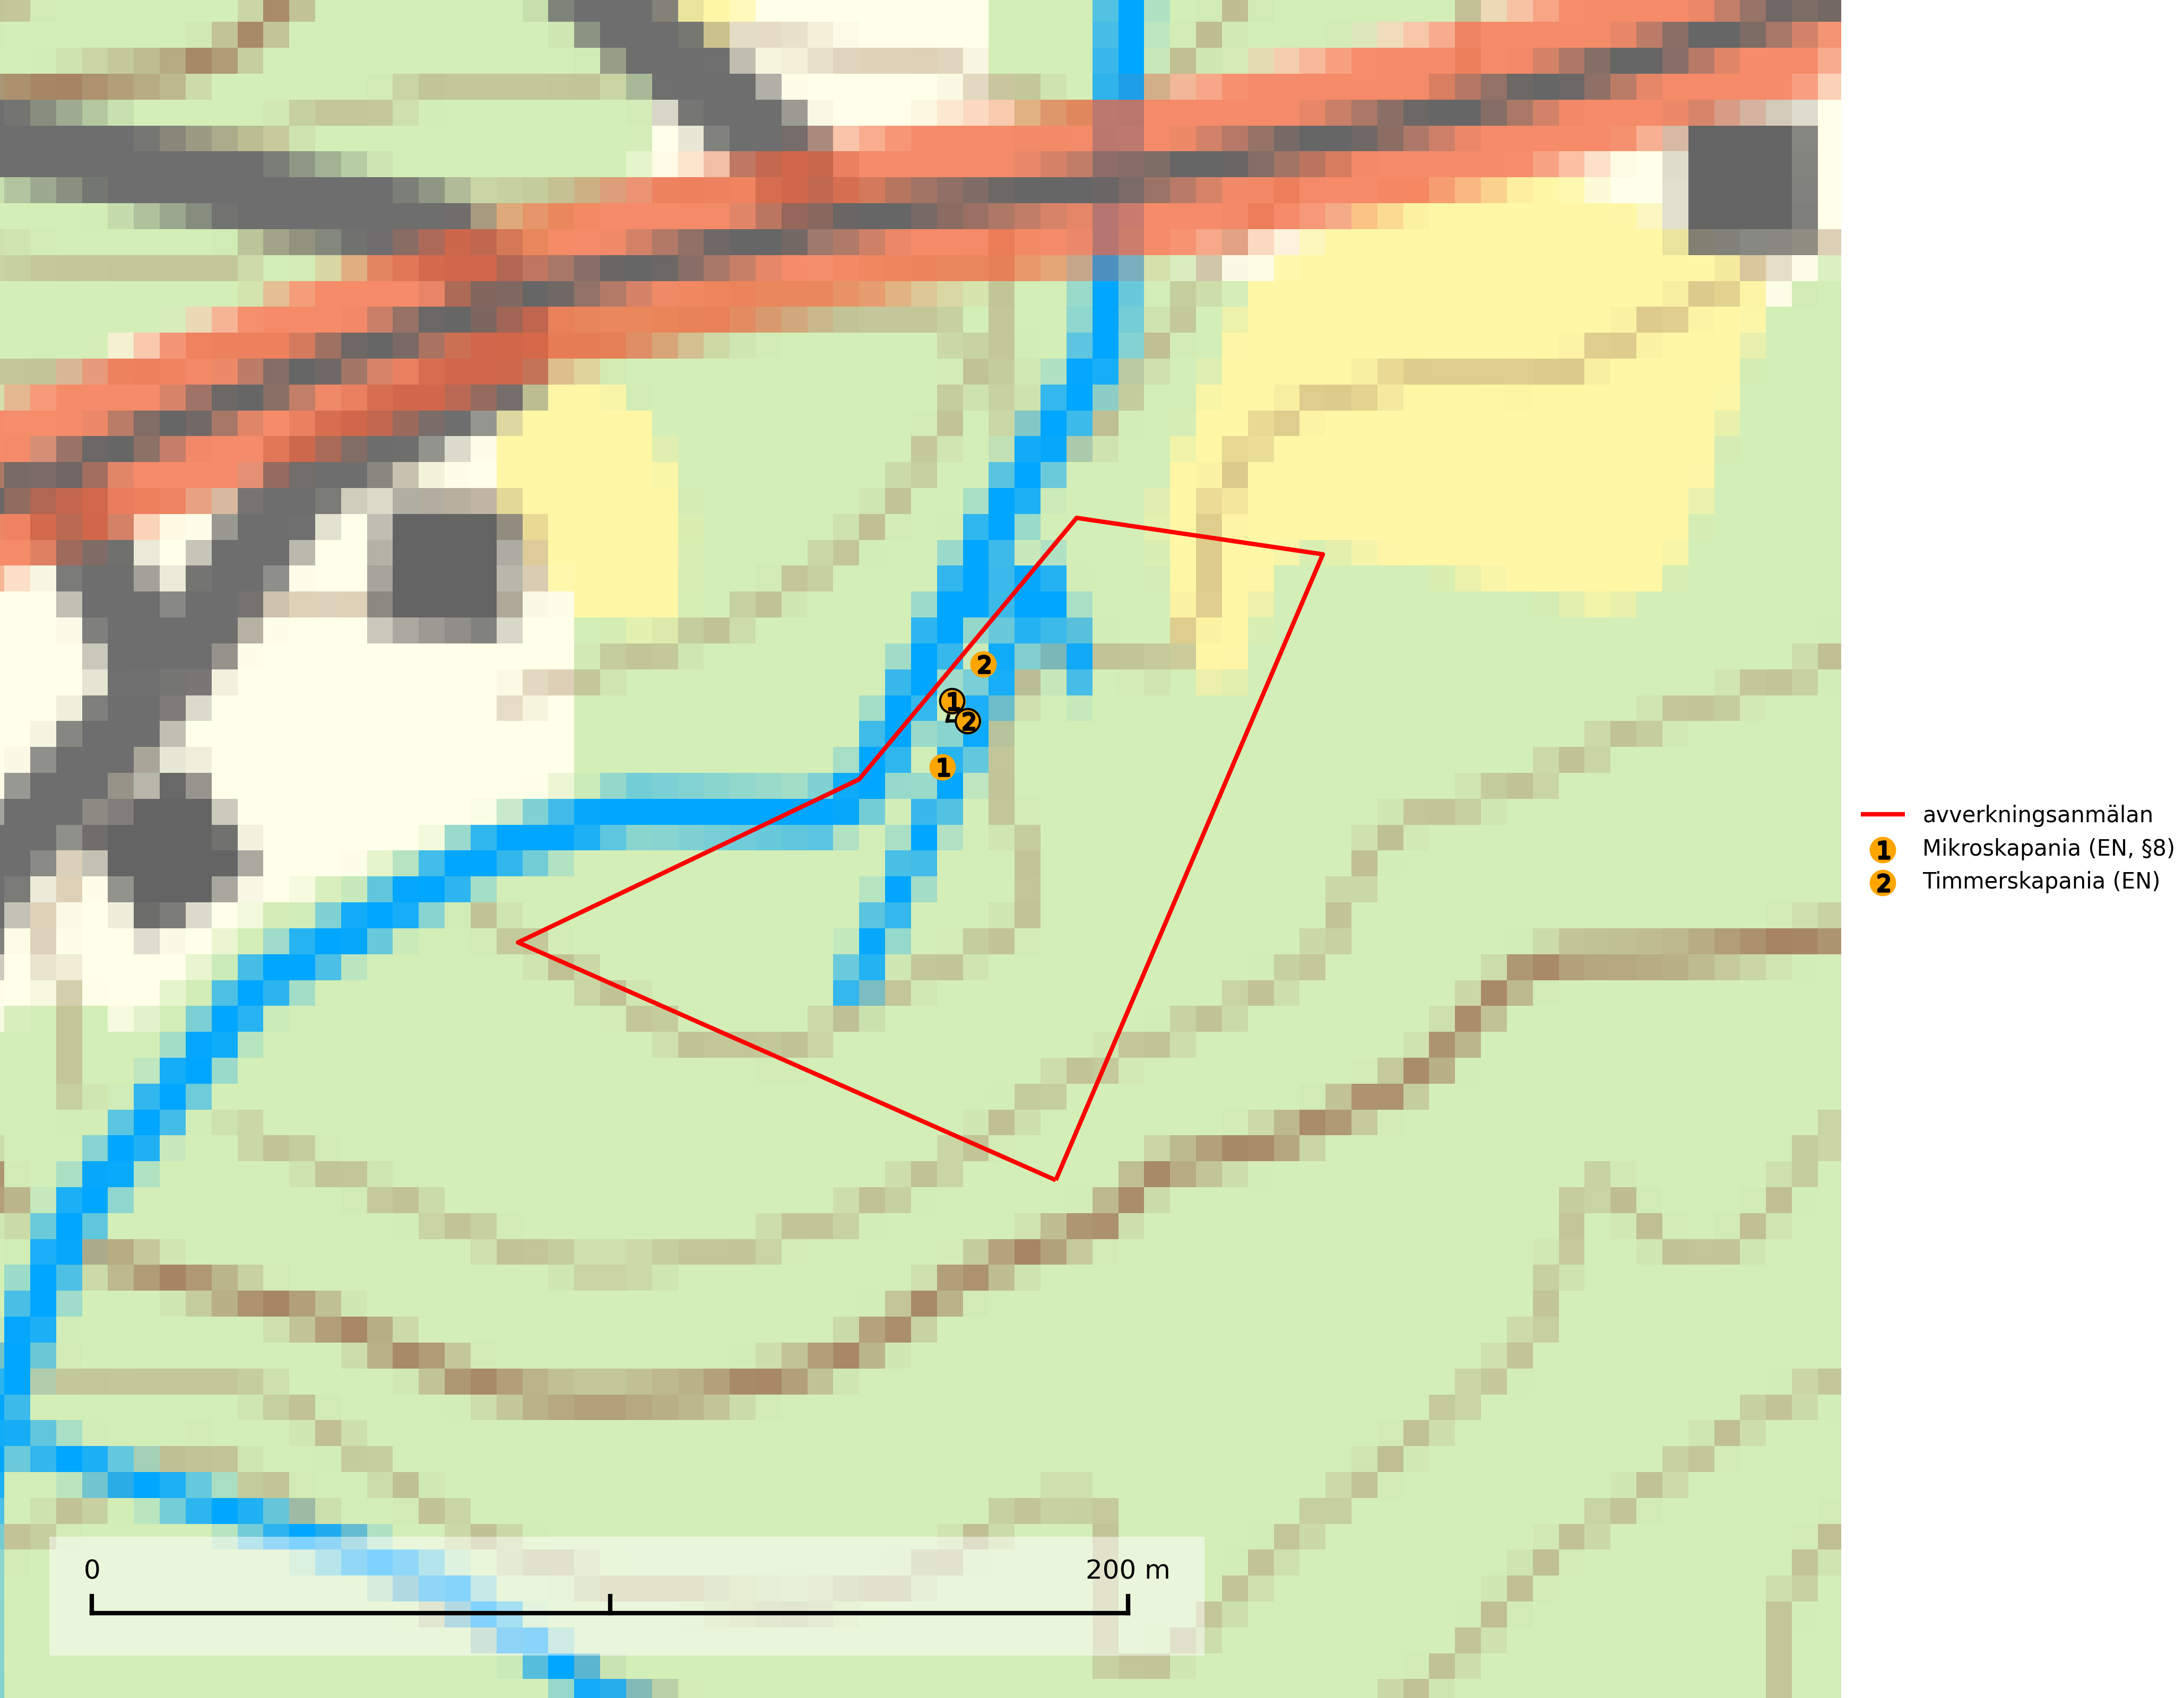 2
1
2
1
avverkningsanmälan
1 Mikroskapania (EN, §8)
2 Timmerskapania (EN)
0 200 m